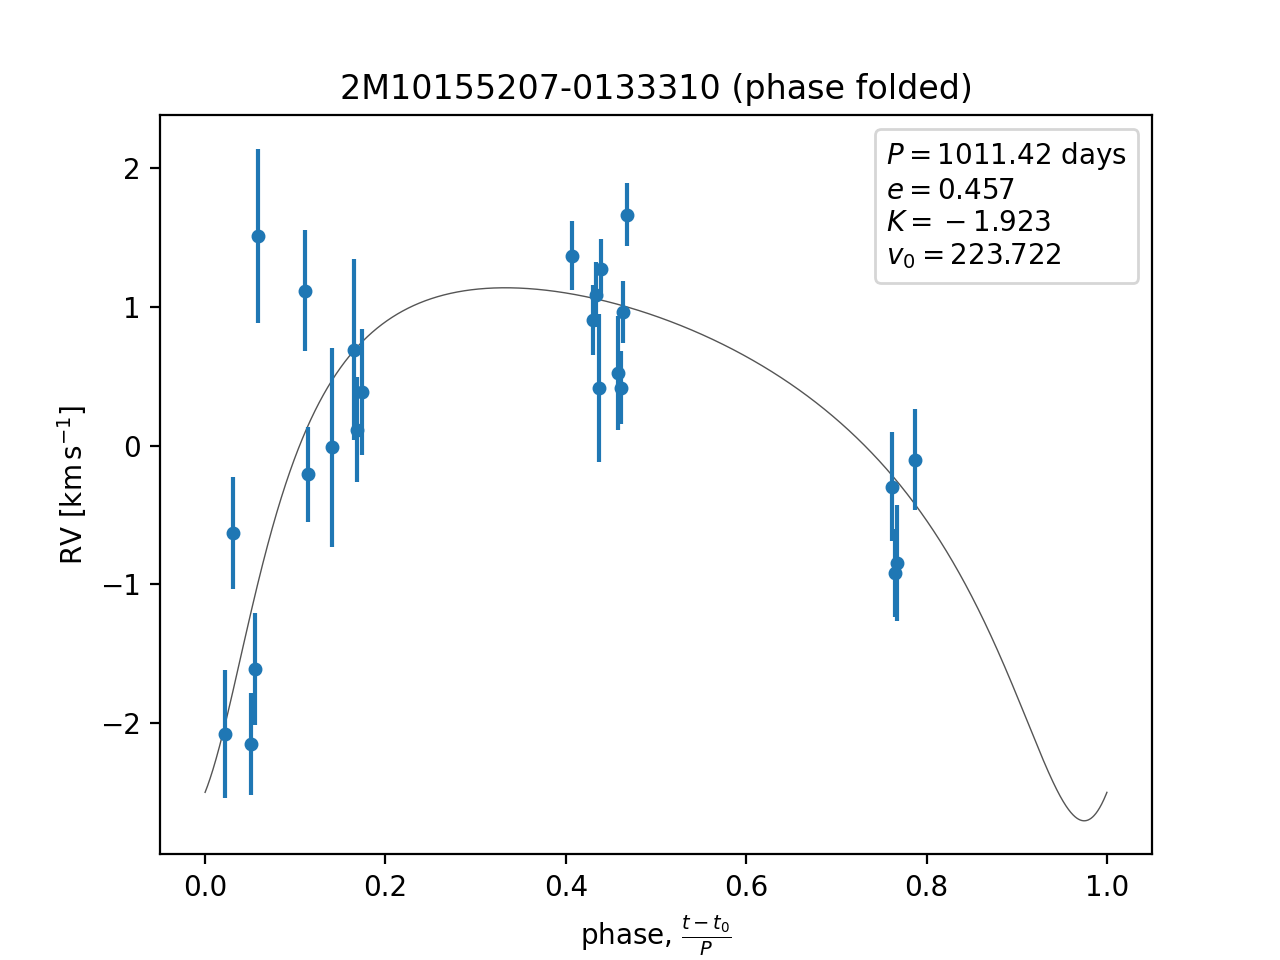 2M10155207-0133310 (phase folded)
P = 1011.42 days
e = 0.457
K = −1.923
v₀ = 223.722
2
1
0
−1
−2
RV [km s⁻¹]
0.0 0.2 0.4 0.6 0.8 1.0
phase, (t − t₀)/P